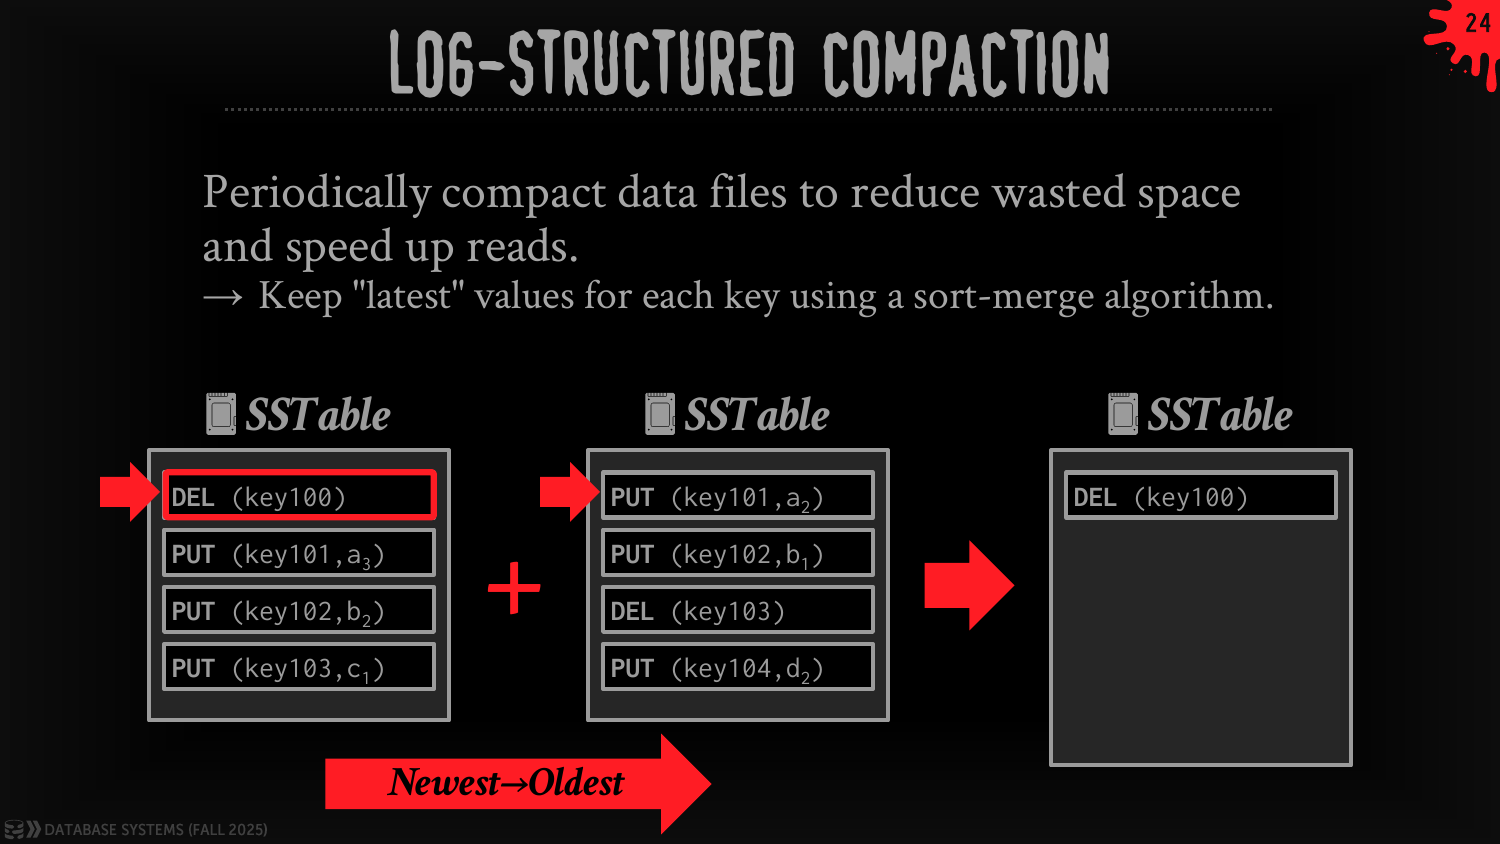 24
LOG-STRUCTURED COMPACTION
Periodically compact data files to reduce wasted space
and speed up reads.
→ Keep "latest" values for each key using a sort-merge algorithm.
SSTable
DEL (key100)
PUT (key101,a₃)
PUT (key102,b₂)
PUT (key103,c₁)
+
SSTable
PUT (key101,a₂)
PUT (key102,b₁)
DEL (key103)
PUT (key104,d₂)
SSTable
DEL (key100)
Newest→Oldest
DATABASE SYSTEMS (FALL 2025)